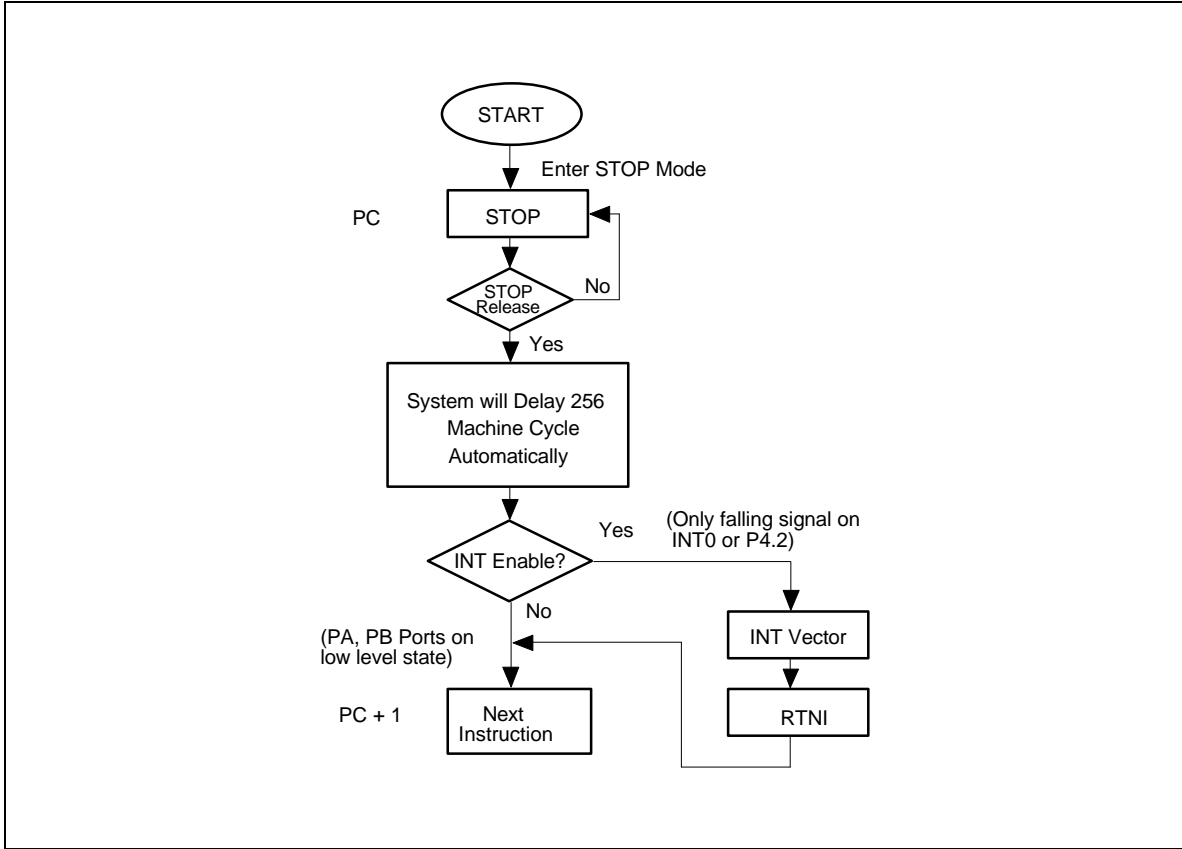 START
Enter STOP Mode
PC
STOP
STOP
Release
No
Yes
System will Delay 256
Machine Cycle
Automatically
INT Enable?
Yes
(Only falling signal on
INT0 or P4.2)
No
INT Vector
(PA, PB Ports on
low level state)
PC + 1
Next
Instruction
RTNI